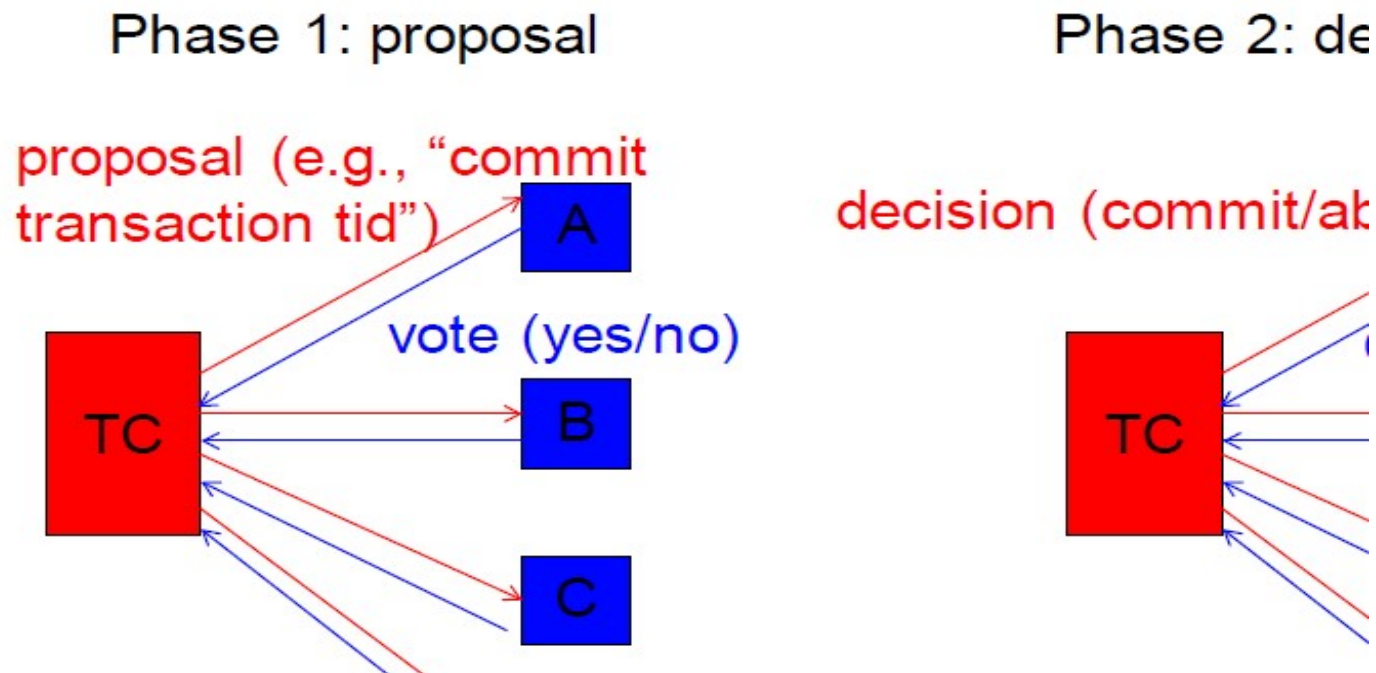 Phase 1: proposal
proposal (e.g., “commit
transaction tid”)
A
vote (yes/no)
TC
B
C
Phase 2: de
decision (commit/ab
TC